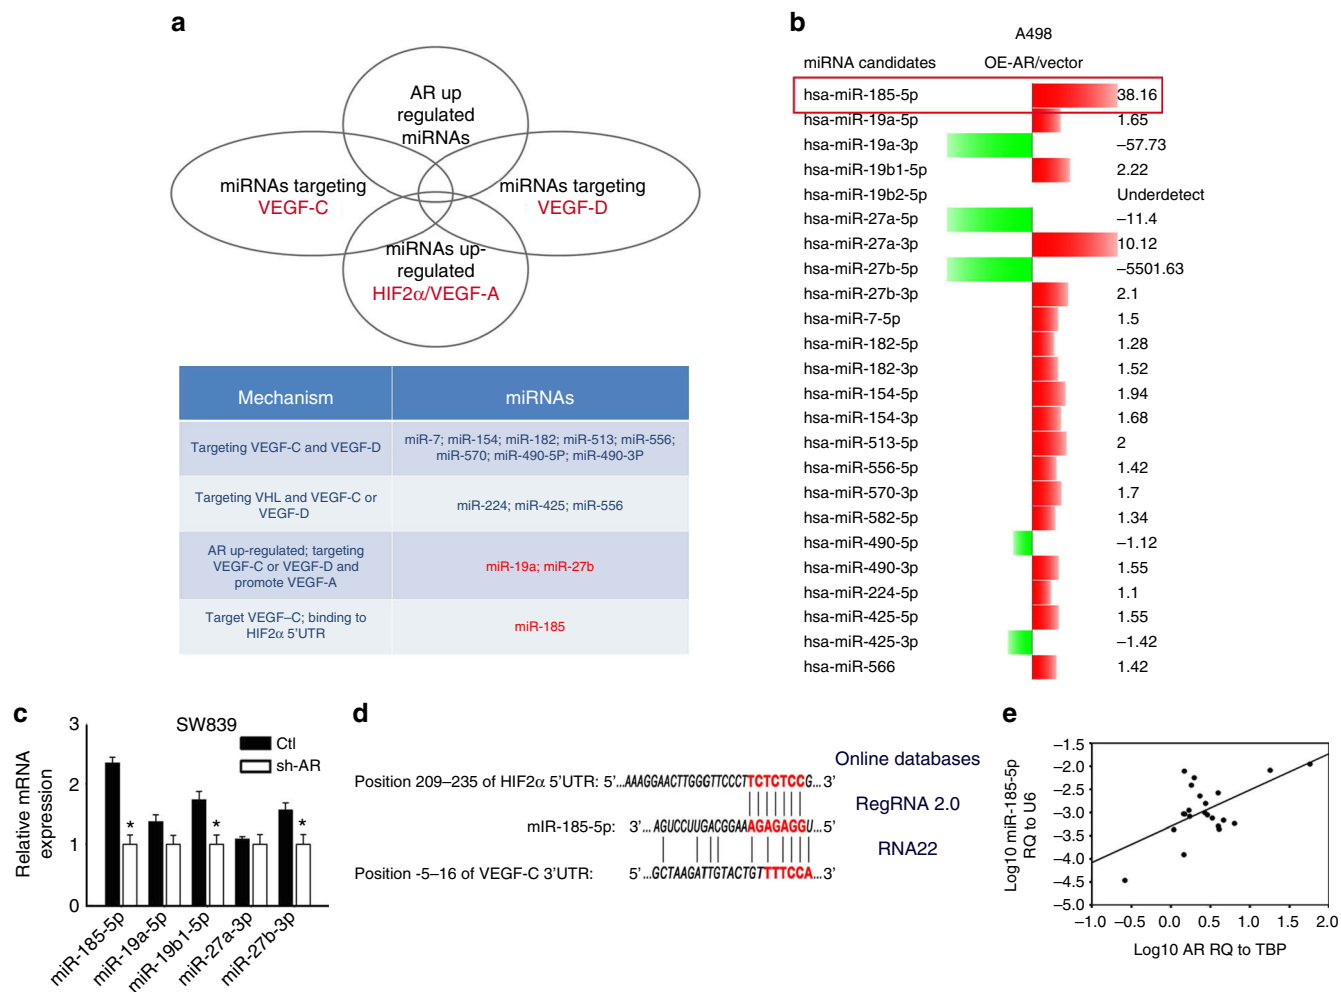 a
AR up
regulated
miRNAs
miRNAs targeting
VEGF-C
miRNAs targeting
VEGF-D
miRNAs up-
regulated
HIF2α/VEGF-A
Mechanism miRNAs
Targeting VEGF-C and VEGF-D
miR-7; miR-154; miR-182; miR-513; miR-556;
miR-570; miR-490-5P; miR-490-3P
Targeting VHL and VEGF-C or
VEGF-D
miR-224; miR-425; miR-556
AR up-regulated; targeting
VEGF-C or VEGF-D and
promote VEGF-A
miR-19a; miR-27b
Target VEGF–C; binding to
HIF2α 5'UTR
miR-185
b
A498
miRNA candidates OE-AR/vector
hsa-miR-185-5p 38.16
hsa-miR-19a-5p 1.65
hsa-miR-19a-3p –57.73
hsa-miR-19b1-5p 2.22
hsa-miR-19b2-5p Underdetect
hsa-miR-27a-5p –11.4
hsa-miR-27a-3p 10.12
hsa-miR-27b-5p –5501.63
hsa-miR-27b-3p 2.1
hsa-miR-7-5p 1.5
hsa-miR-182-5p 1.28
hsa-miR-182-3p 1.52
hsa-miR-154-5p 1.94
hsa-miR-154-3p 1.68
hsa-miR-513-5p 2
hsa-miR-556-5p 1.42
hsa-miR-570-3p 1.7
hsa-miR-582-5p 1.34
hsa-miR-490-5p –1.12
hsa-miR-490-3p 1.55
hsa-miR-224-5p 1.1
hsa-miR-425-5p 1.55
hsa-miR-425-3p –1.42
hsa-miR-566 1.42
c
SW839
Ctl
sh-AR
Relative mRNA
expression
3
2
1
0
* * *
miR-185-5p
miR-19a-5p
miR-19b1-5p
miR-27a-3p
miR-27b-3p
d
Position 209–235 of HIF2α 5'UTR: 5'...AAAGGAACTTGGGTTCCCTTCTCTCCG...3'
mIR-185-5p: 3'...AGUCCUUGACGGAAAGAGAGGU...5'
Position -5–16 of VEGF-C 3'UTR: 5'...GCTAAGATTGTACTGTTTTCCA...3'
Online databases
RegRNA 2.0
RNA22
e
Log10 miR-185-5p
RQ to U6
–1.5
–2.0
–2.5
–3.0
–3.5
–4.0
–4.5
–5.0
–1.0 –0.5 0.0 0.5 1.0 1.5 2.0
Log10 AR RQ to TBP